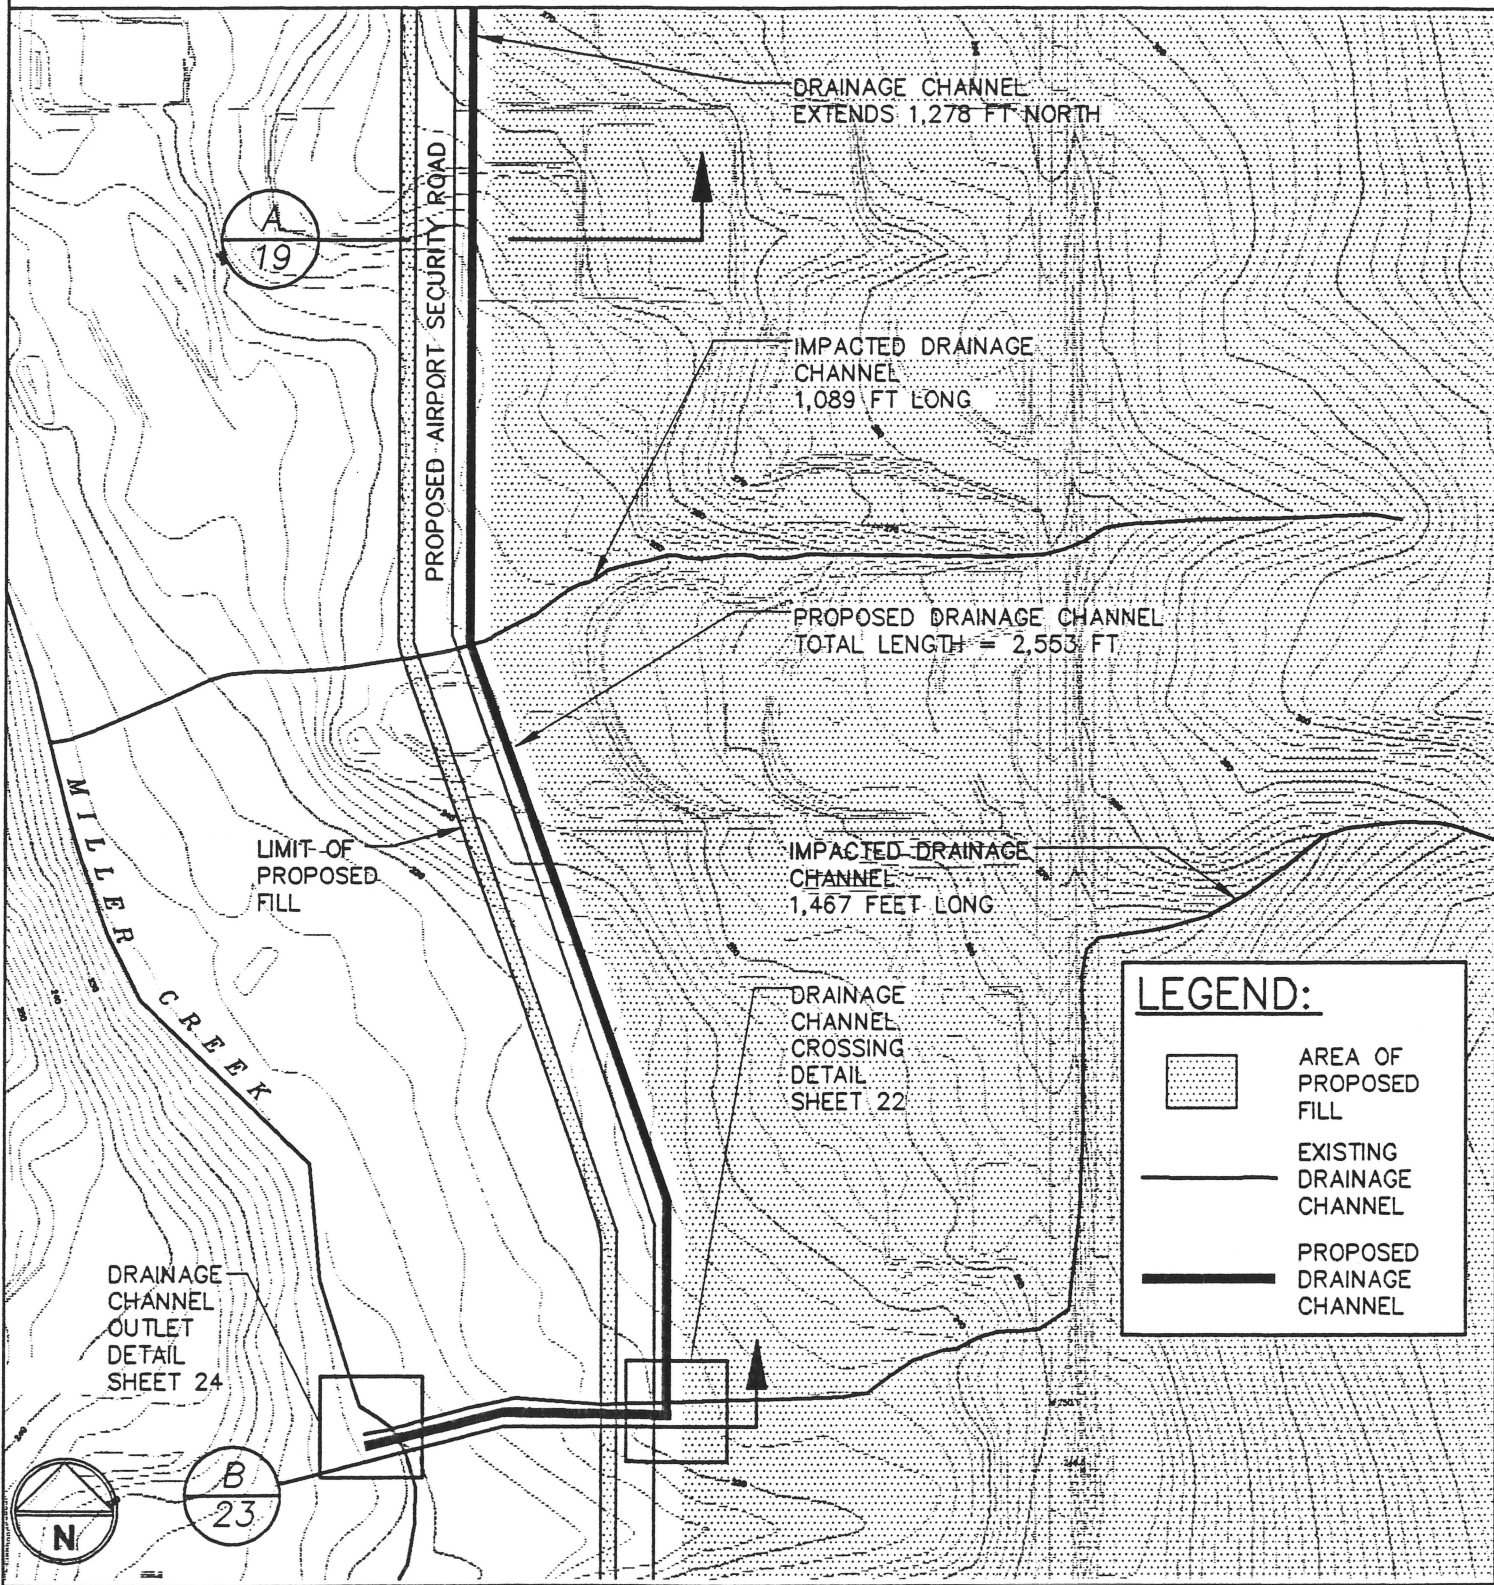 DRAINAGE CHANNEL
EXTENDS 1,278 FT NORTH
PROPOSED AIRPORT SECURITY ROAD
A
19
IMPACTED DRAINAGE
CHANNEL
1,089 FT LONG
PROPOSED DRAINAGE CHANNEL
TOTAL LENGTH = 2,553 FT
MILLER CREEK
LIMIT OF
PROPOSED
FILL
IMPACTED DRAINAGE
CHANNEL
1,467 FEET LONG
DRAINAGE
CHANNEL
CROSSING
DETAIL
SHEET 22
LEGEND:
AREA OF
PROPOSED
FILL
EXISTING
DRAINAGE
CHANNEL
PROPOSED
DRAINAGE
CHANNEL
DRAINAGE
CHANNEL
OUTLET
DETAIL
SHEET 24
B
23
N